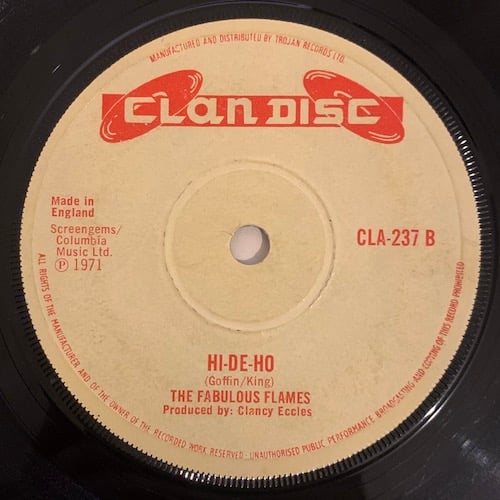 MANUFACTURED AND DISTRIBUTED BY TROJAN RECORDS LTD.
CLANDISC
Made in
England
Screengems/
Columbia
Music Ltd.
Ⓟ 1971
CLA-237 B
HI-DE-HO
(Goffin/King)
THE FABULOUS FLAMES
Produced by: Clancy Eccles
ALL RIGHTS OF THE MANUFACTURER AND OF THE OWNER OF THE RECORDED WORK RESERVED - UNAUTHORISED PUBLIC PERFORMANCE BROADCASTING AND COPYING OF THIS RECORD PROHIBITED